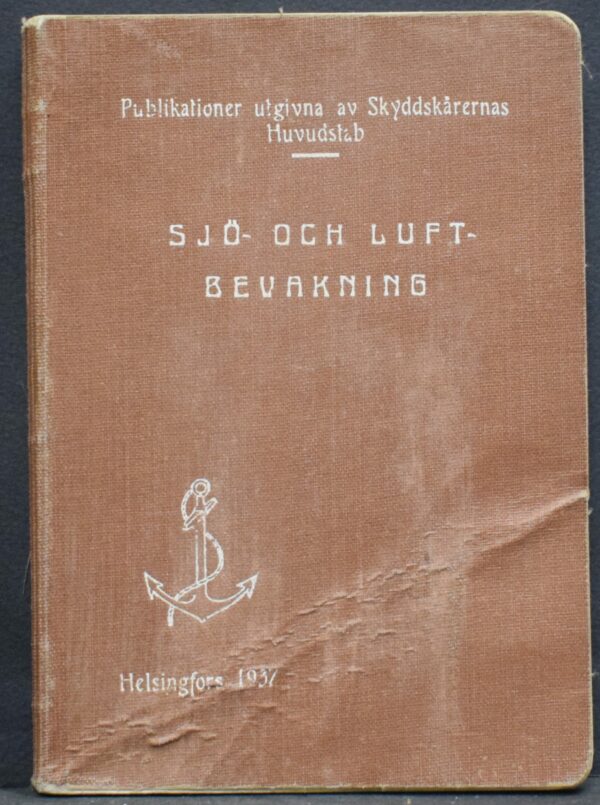 Publikationer utgivna av Skyddskårernas
Huvudstab
SJÖ- OCH LUFT-
BEVAKNING
Helsingfors 1937